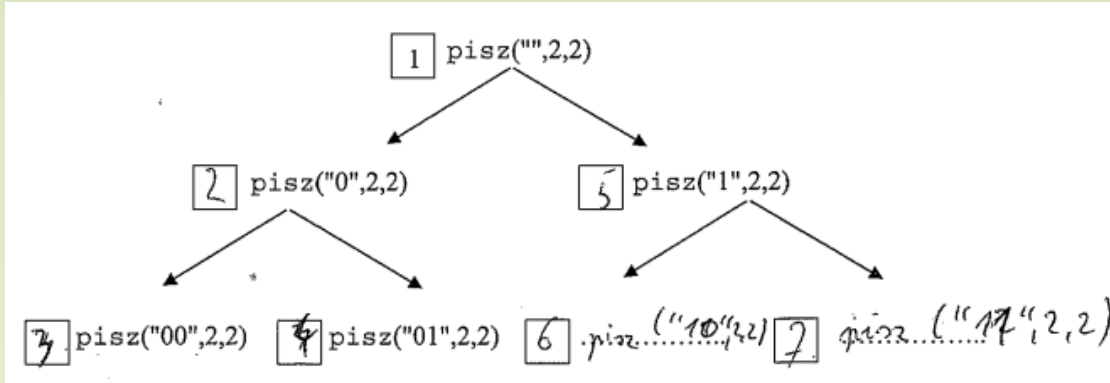 1 pisz("",2,2)
2 pisz("0",2,2) 5 pisz("1",2,2)
3 pisz("00",2,2) 4 pisz("01",2,2) 6 .pisz............("10",2,2) 7 pisz............("11",2,2)